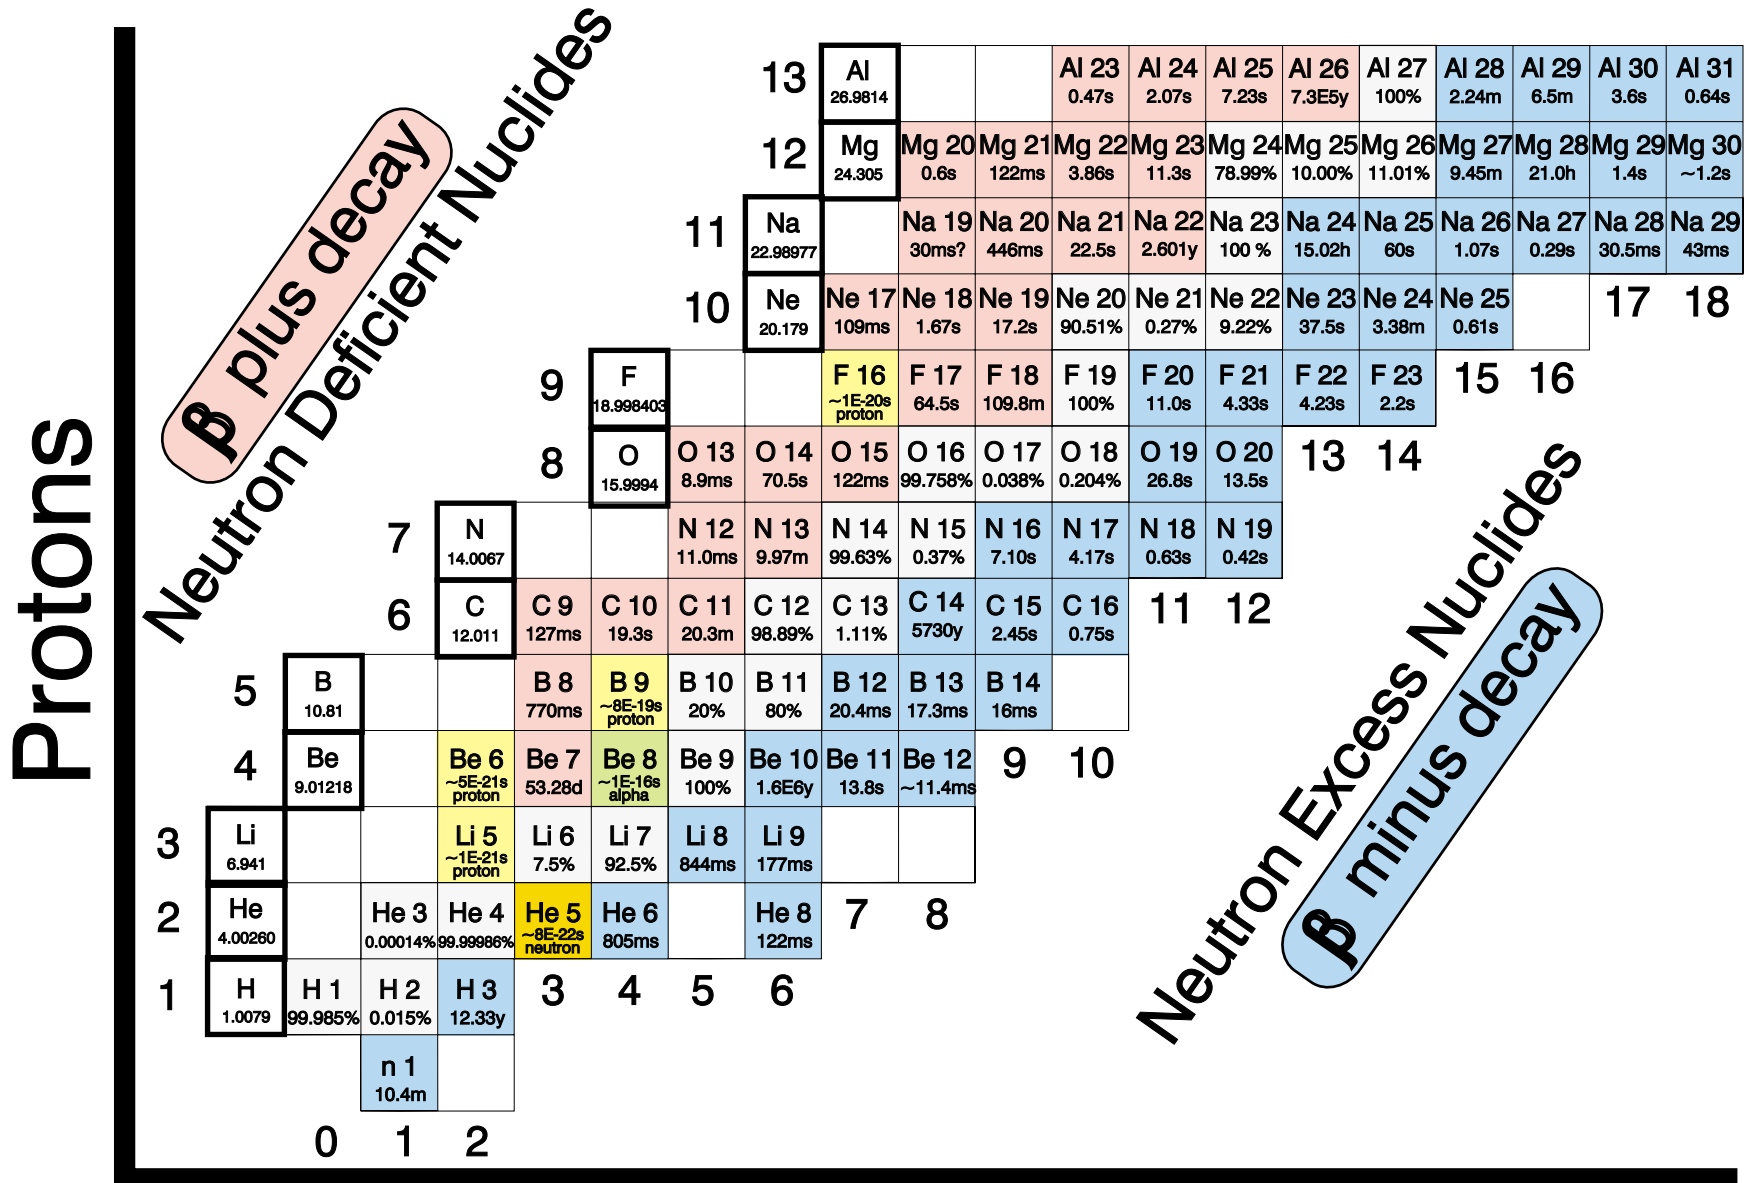 Protons
β plus decay
Neutron Deficient Nuclides
13
Al
26.9814
Al 23
0.47s
Al 24
2.07s
Al 25
7.23s
Al 26
7.3E5y
Al 27
100%
Al 28
2.24m
Al 29
6.5m
Al 30
3.6s
Al 31
0.64s
12
Mg
24.305
Mg 20
0.6s
Mg 21
122ms
Mg 22
3.86s
Mg 23
11.3s
Mg 24
78.99%
Mg 25
10.00%
Mg 26
11.01%
Mg 27
9.45m
Mg 28
21.0h
Mg 29
1.4s
Mg 30
~1.2s
11
Na
22.98977
Na 19
30ms?
Na 20
446ms
Na 21
22.5s
Na 22
2.601y
Na 23
100 %
Na 24
15.02h
Na 25
60s
Na 26
1.07s
Na 27
0.29s
Na 28
30.5ms
Na 29
43ms
10
Ne
20.179
Ne 17
109ms
Ne 18
1.67s
Ne 19
17.2s
Ne 20
90.51%
Ne 21
0.27%
Ne 22
9.22%
Ne 23
37.5s
Ne 24
3.38m
Ne 25
0.61s
17
18
9
F
18.998403
F 16
~1E-20s
proton
F 17
64.5s
F 18
109.8m
F 19
100%
F 20
11.0s
F 21
4.33s
F 22
4.23s
F 23
2.2s
15
16
8
O
15.9994
O 13
8.9ms
O 14
70.5s
O 15
122ms
O 16
99.758%
O 17
0.038%
O 18
0.204%
O 19
26.8s
O 20
13.5s
13
14
7
N
14.0067
N 12
11.0ms
N 13
9.97m
N 14
99.63%
N 15
0.37%
N 16
7.10s
N 17
4.17s
N 18
0.63s
N 19
0.42s
6
C
12.011
C 9
127ms
C 10
19.3s
C 11
20.3m
C 12
98.89%
C 13
1.11%
C 14
5730y
C 15
2.45s
C 16
0.75s
11
12
5
B
10.81
B 8
770ms
B 9
~8E-19s
proton
B 10
20%
B 11
80%
B 12
20.4ms
B 13
17.3ms
B 14
16ms
4
Be
9.01218
Be 6
~5E-21s
proton
Be 7
53.28d
Be 8
~1E-16s
alpha
Be 9
100%
Be 10
1.6E6y
Be 11
13.8s
Be 12
~11.4ms
9
10
3
Li
6.941
Li 5
~1E-21s
proton
Li 6
7.5%
Li 7
92.5%
Li 8
844ms
Li 9
177ms
2
He
4.00260
He 3
0.00014%
He 4
99.99986%
He 5
~8E-22s
neutron
He 6
805ms
He 8
122ms
7
8
1
H
1.0079
H 1
99.985%
H 2
0.015%
H 3
12.33y
3
4
5
6
n 1
10.4m
0
1
2
Neutron Excess Nuclides
β minus decay